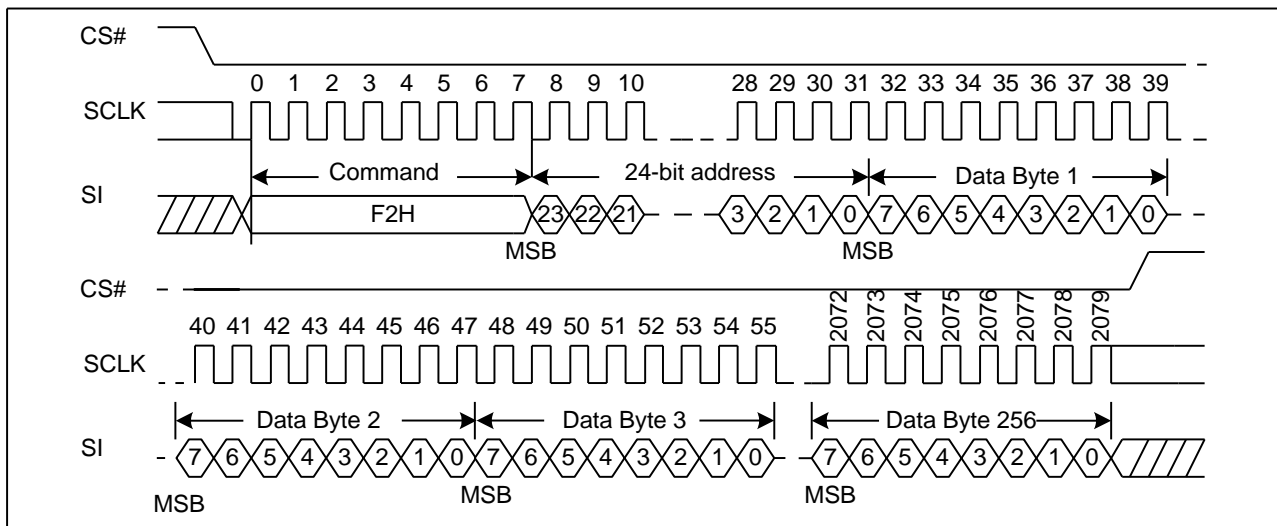 CS#
0 1 2 3 4 5 6 7 8 9 10 28 29 30 31 32 33 34 35 36 37 38 39
SCLK
Command 24-bit address Data Byte 1
SI
F2H 23 22 21 3 2 1 0 7 6 5 4 3 2 1 0
MSB MSB
CS#
40 41 42 43 44 45 46 47 48 49 50 51 52 53 54 55 2072 2073 2074 2075 2076 2077 2078 2079
SCLK
Data Byte 2 Data Byte 3 Data Byte 256
SI
7 6 5 4 3 2 1 0 7 6 5 4 3 2 1 0 7 6 5 4 3 2 1 0
MSB MSB MSB